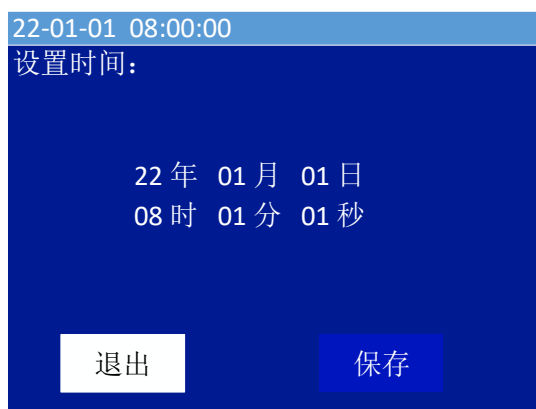 22-01-01 08:00:00
设置时间：
22 年 01 月 01 日
08 时 01 分 01 秒
退出 保存